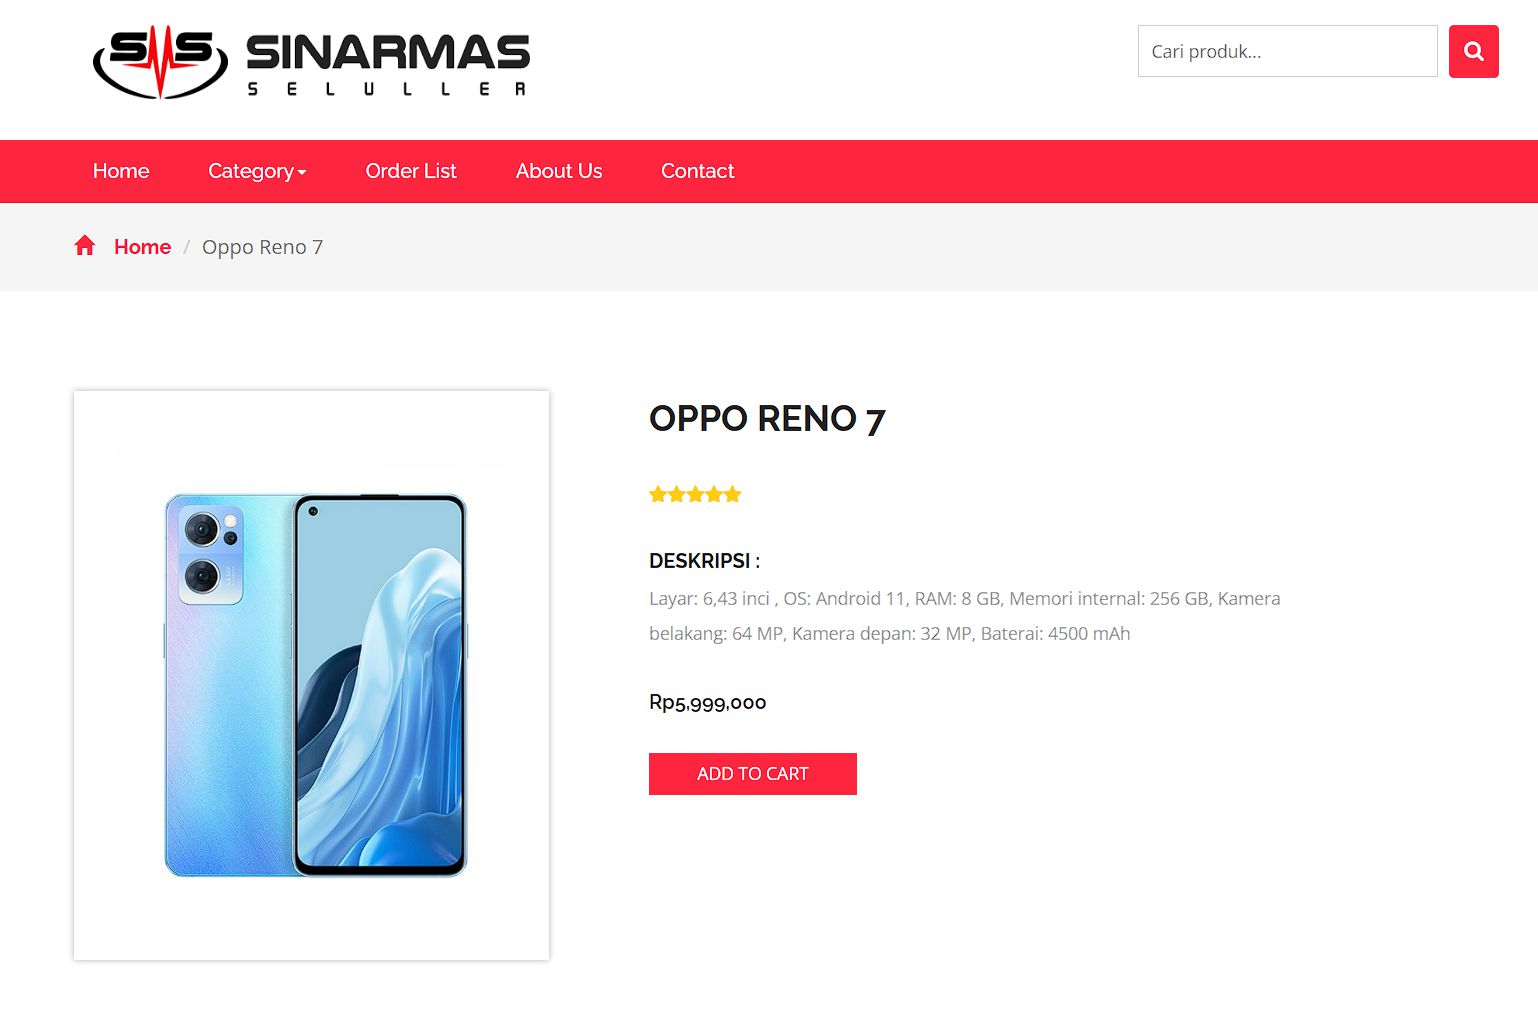 SMS SINARMAS
SELULLER
Cari produk...
Home Category Order List About Us Contact
Home / Oppo Reno 7
OPPO RENO 7
DESKRIPSI :
Layar: 6,43 inci , OS: Android 11, RAM: 8 GB, Memori internal: 256 GB, Kamera
belakang: 64 MP, Kamera depan: 32 MP, Baterai: 4500 mAh
Rp5,999,000
ADD TO CART